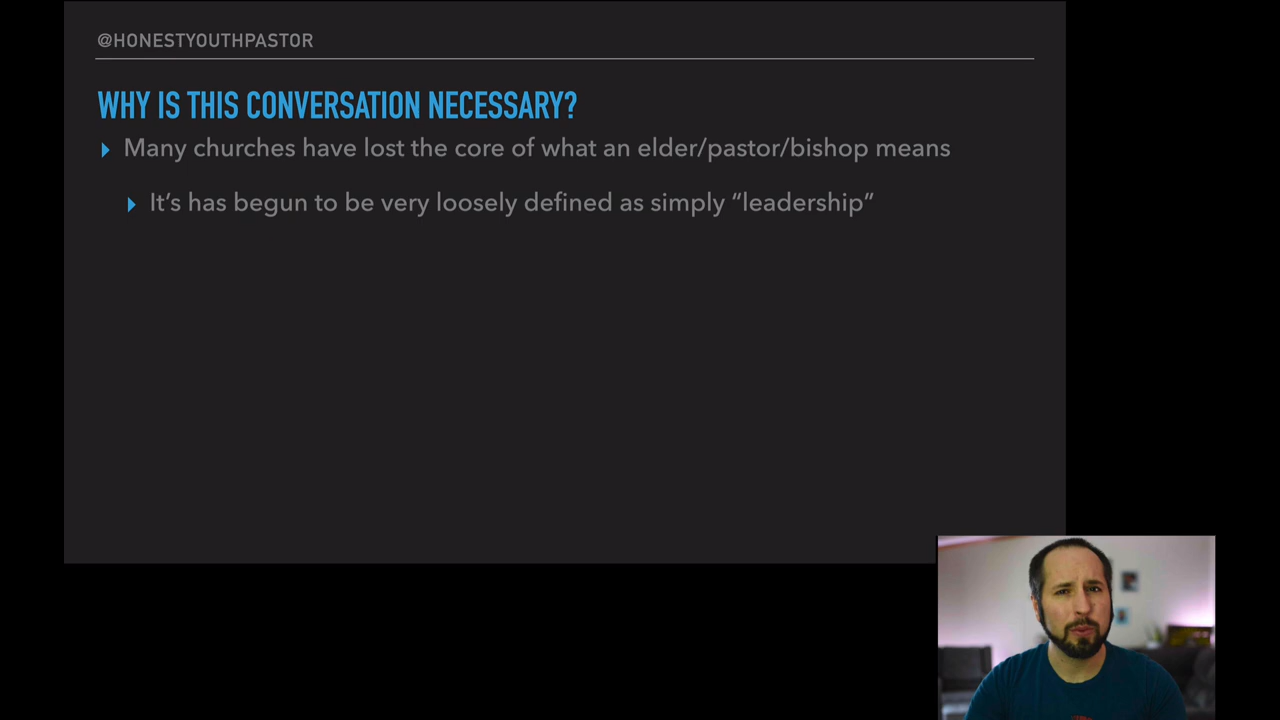 @HONESTYOUTHPASTOR
WHY IS THIS CONVERSATION NECESSARY?
Many churches have lost the core of what an elder/pastor/bishop means
It’s has begun to be very loosely defined as simply “leadership”